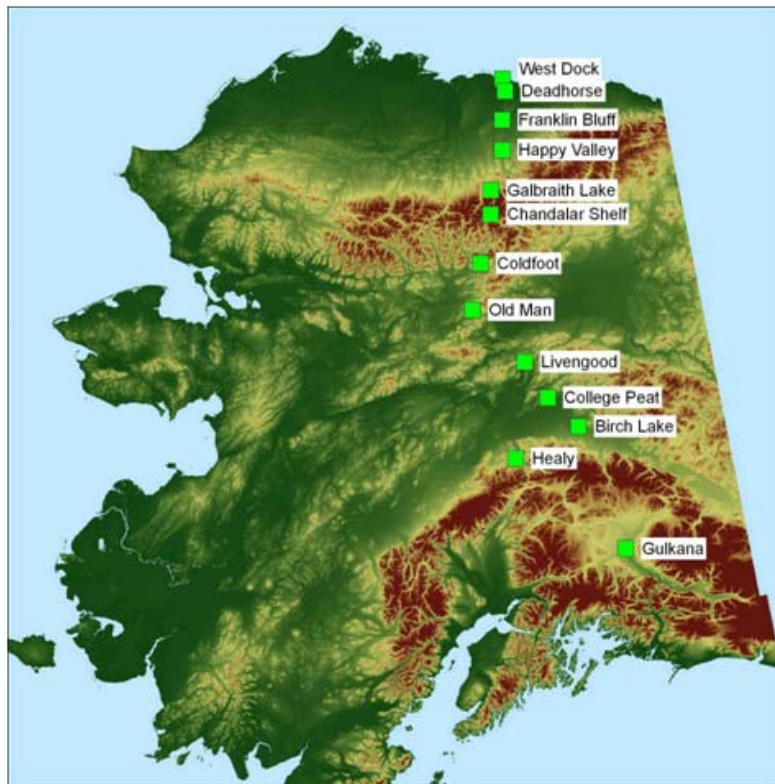 West Dock
Deadhorse
Franklin Bluff
Happy Valley
Galbraith Lake
Chandalar Shelf
Coldfoot
Old Man
Livengood
College Peat
Birch Lake
Healy
Gulkana